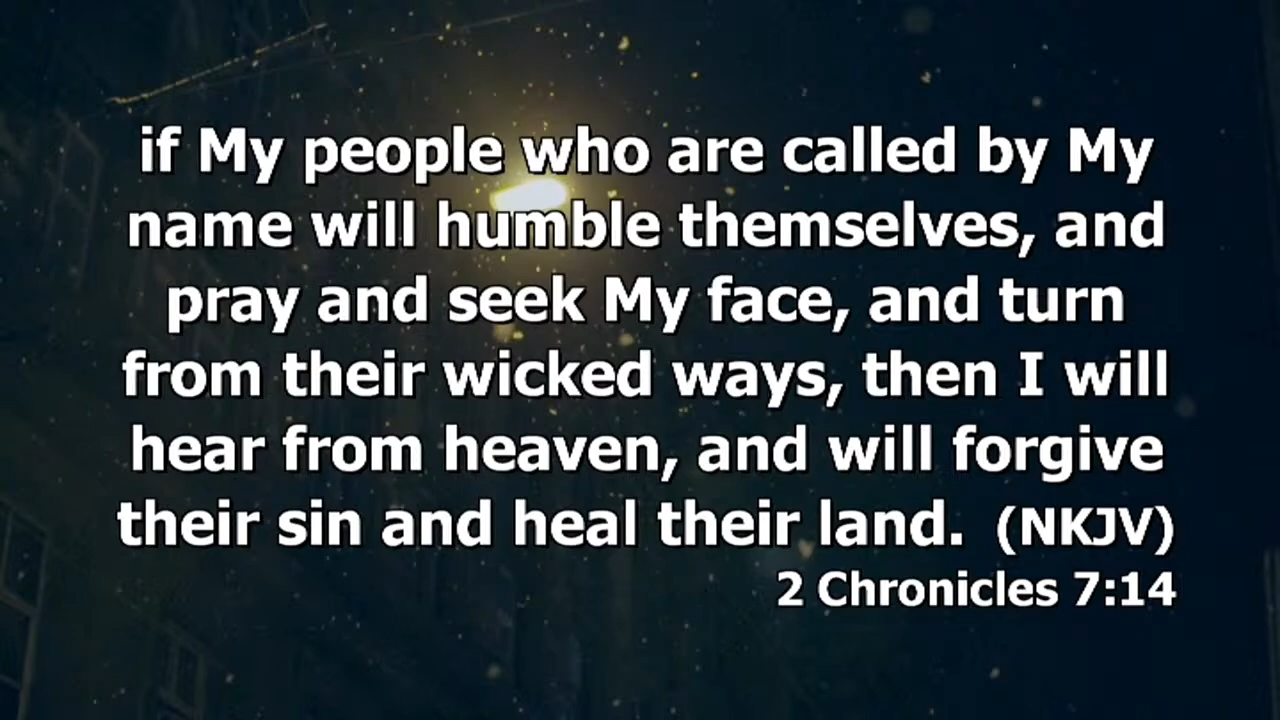 if My people who are called by My
name will humble themselves, and
pray and seek My face, and turn
from their wicked ways, then I will
hear from heaven, and will forgive
their sin and heal their land. (NKJV)
2 Chronicles 7:14